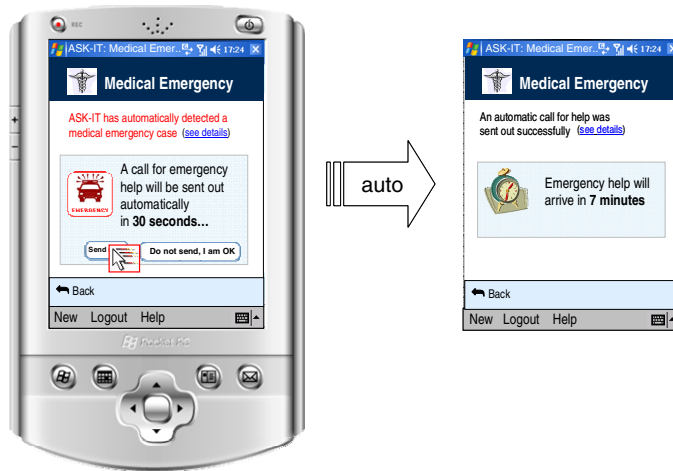 REC
ASK-IT: Medical Emer.. 17:24
Medical Emergency
ASK-IT has automatically detected a
medical emergency case (see details)
A call for emergency
help will be sent out
automatically
in 30 seconds...
EMERGENCY
Send
Do not send, I am OK
Back
New Logout Help
Pocket PC
auto
ASK-IT: Medical Emer.. 17:24
Medical Emergency
An automatic call for help was
sent out successfully (see details)
Emergency help will
arrive in 7 minutes
Back
New Logout Help